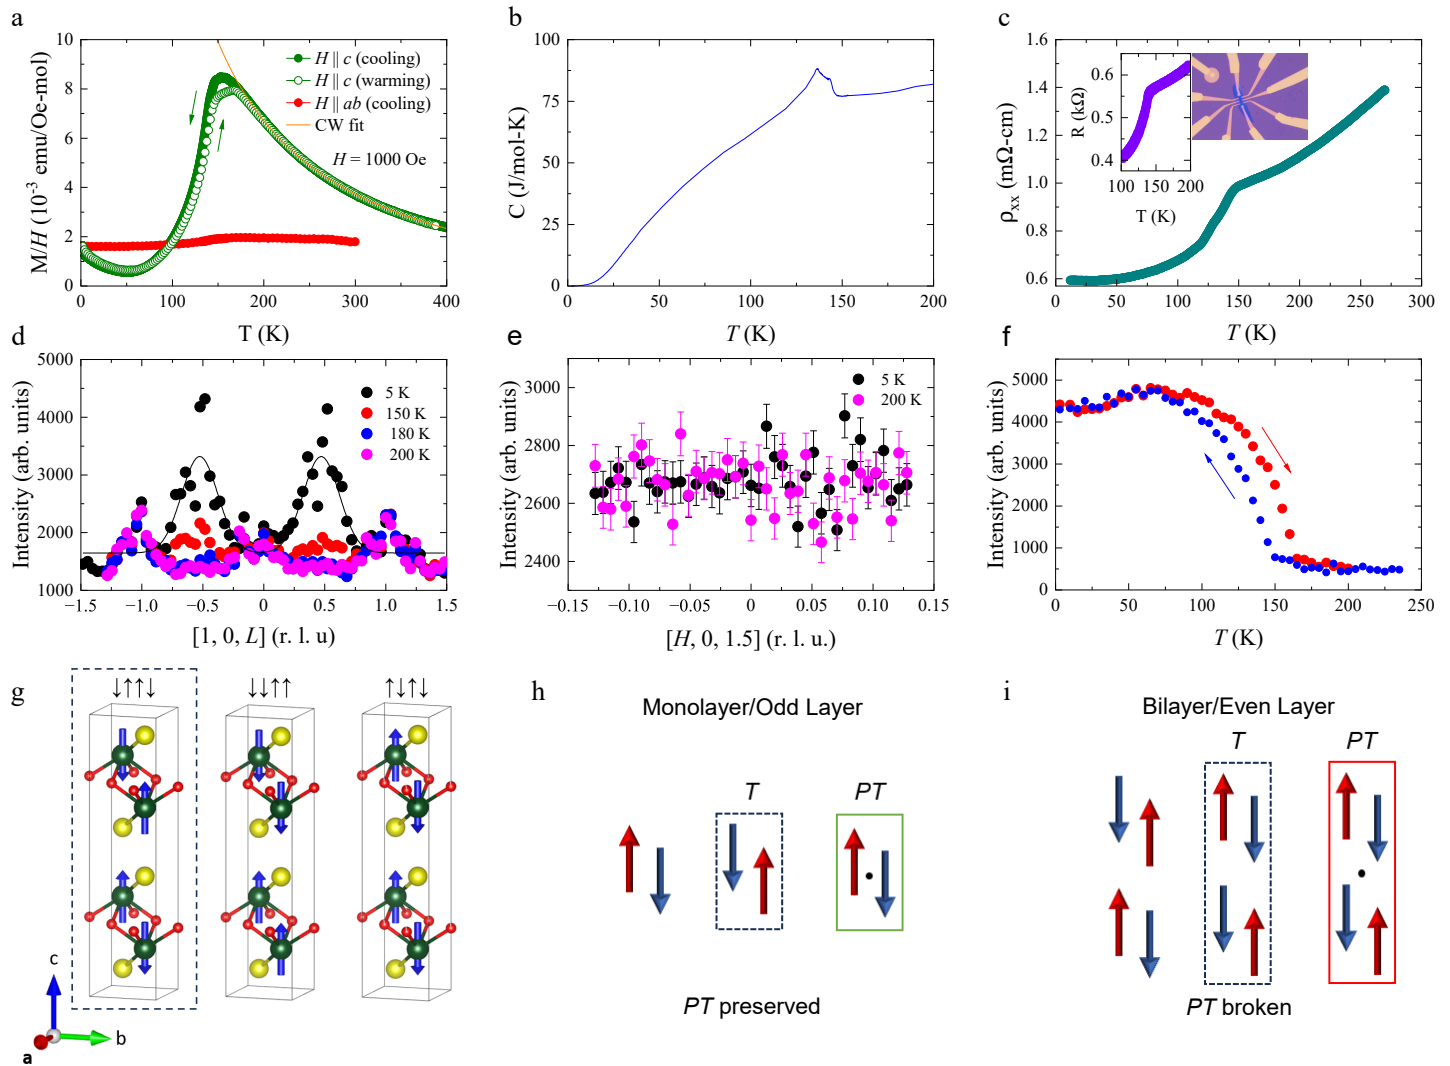 a
10
8
6
4
2
0
M/H (10⁻³ emu/Oe-mol)
H || c (cooling)
H || c (warming)
H || ab (cooling)
CW fit
H = 1000 Oe
0 100 200 300 400
T (K)
b
100
75
50
25
0
C (J/mol-K)
0 50 100 150 200
T (K)
c
1.6
1.4
1.2
1.0
0.8
0.6
ρxx (mΩ-cm)
0.6
0.5
0.4
R (kΩ)
100 150 200
T (K)
0 50 100 150 200 250 300
T (K)
d
5000
4000
3000
2000
1000
Intensity (arb. units)
5 K
150 K
180 K
200 K
−1.5 −1.0 −0.5 0 0.5 1.0 1.5
[1, 0, L] (r. l. u)
e
3000
2800
2600
2400
Intensity (arb. units)
5 K
200 K
−0.15 −0.10 −0.05 0 0.05 0.10 0.15
[H, 0, 1.5] (r. l. u.)
f
5000
4000
3000
2000
1000
0
Intensity (arb. units)
0 50 100 150 200 250
T (K)
g
↓↑↑↓ ↓↓↑↑ ↑↓↑↓
c
b
a
h
Monolayer/Odd Layer
T PT
PT preserved
i
Bilayer/Even Layer
T PT
PT broken